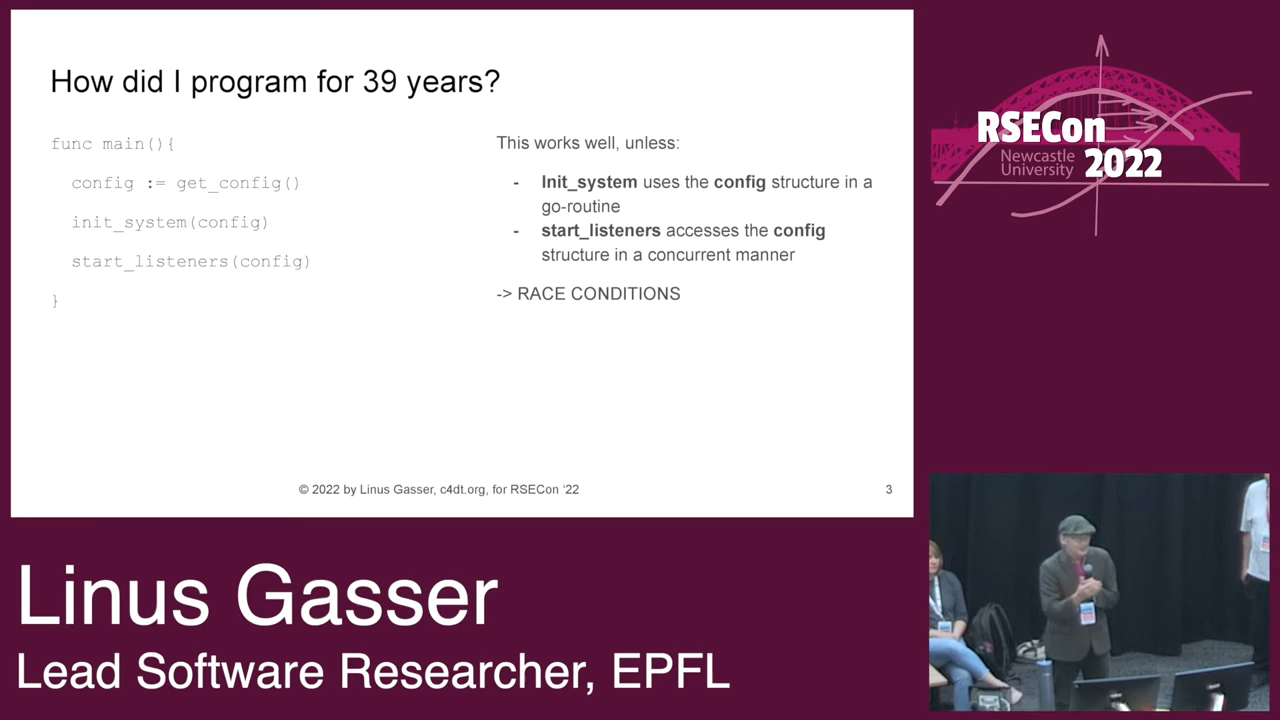 How did I program for 39 years?
func main(){
config := get_config()
init_system(config)
start_listeners(config)
}
This works well, unless:
- Init_system uses the config structure in a
go-routine
- start_listeners accesses the config
structure in a concurrent manner
-> RACE CONDITIONS
© 2022 by Linus Gasser, c4dt.org, for RSECon ‘22
3
RSECon
Newcastle
University
2022
Linus Gasser
Lead Software Researcher, EPFL